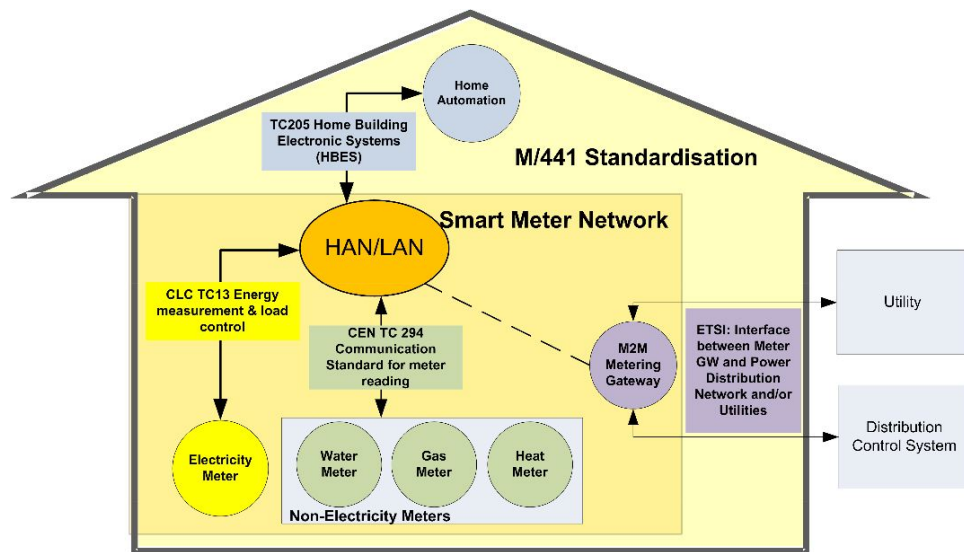 Home
Automation
TC205 Home Building
Electronic Systems
(HBES)
M/441 Standardisation
Smart Meter Network
HAN/LAN
CLC TC13 Energy
measurement & load
control
CEN TC 294
Communication
Standard for meter
reading
M2M
Metering
Gateway
ETSI: Interface
between Meter
GW and Power
Distribution
Network and/or
Utilities
Utility
Distribution
Control System
Electricity
Meter
Water
Meter
Gas
Meter
Heat
Meter
Non-Electricity Meters